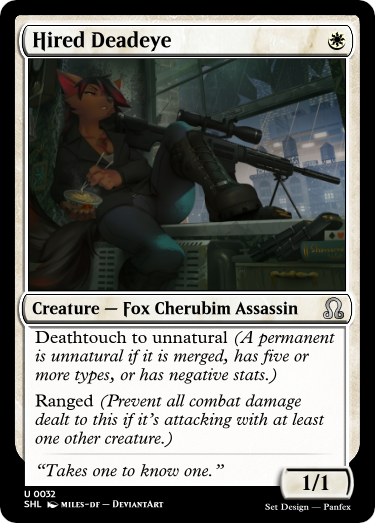 Hired Deadeye
Creature — Fox Cherubim Assassin
Deathtouch to unnatural (A permanent
is unnatural if it is merged, has five or
more types, or has negative stats.)
Ranged (Prevent all combat damage
dealt to this if it's attacking with at least
one other creature.)
“Takes one to know one.”
1/1
U 0032
SHL miles-df — DeviantArt
Set Design — Panfex